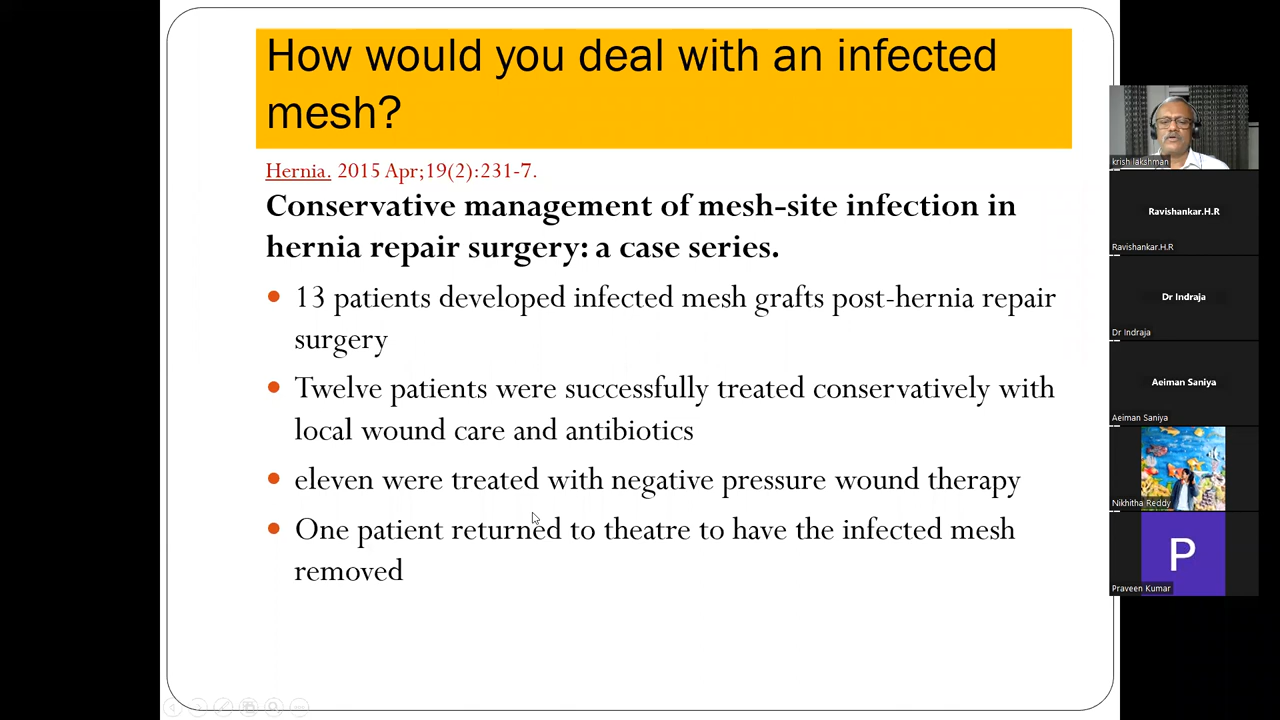 How would you deal with an infected
mesh?
Hernia. 2015 Apr;19(2):231-7.
Conservative management of mesh-site infection in
hernia repair surgery: a case series.
13 patients developed infected mesh grafts post-hernia repair
surgery
Twelve patients were successfully treated conservatively with
local wound care and antibiotics
eleven were treated with negative pressure wound therapy
One patient returned to theatre to have the infected mesh
removed
krish lakshman
Ravishankar.H.R
Ravishankar.H.R
Dr Indraja
Dr Indraja
Aeiman Saniya
Aeiman Saniya
Nikhitha Reddy
P
Praveen Kumar